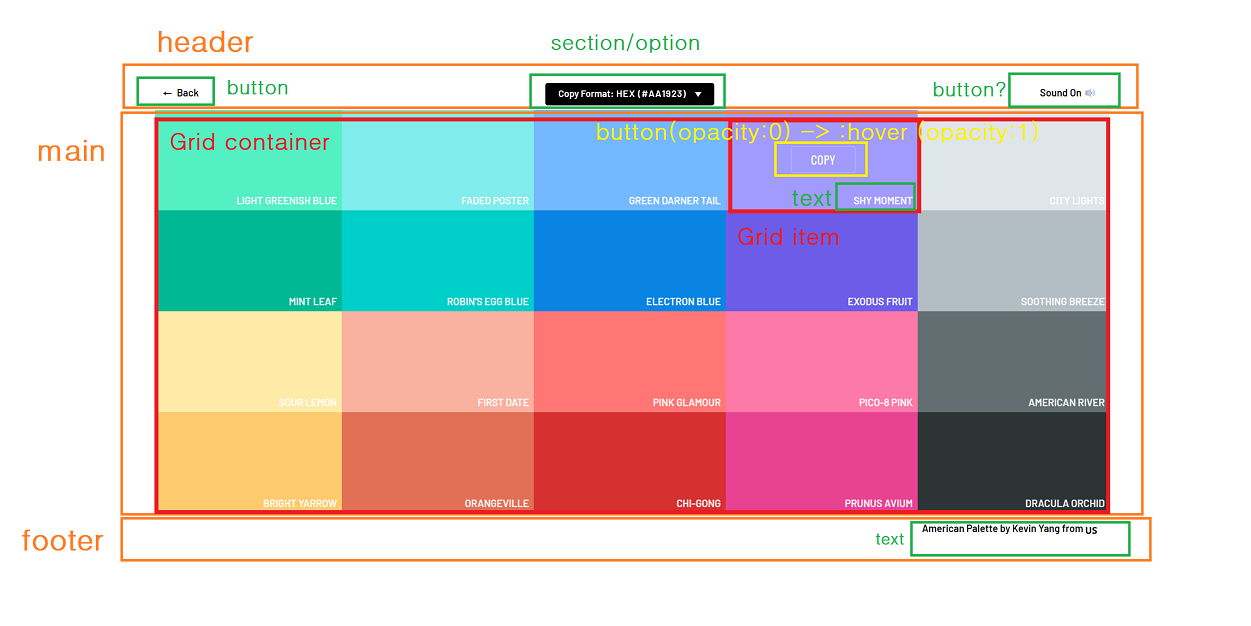 header
section/option
← Back
button
Copy Format: HEX (#AA1923) ▼
button?
Sound On
main
Grid container
button(opacity:0) -> :hover (opacity:1)
COPY
text
LIGHT GREENISH BLUE
FADED POSTER
GREEN DARNER TAIL
SHY MOMENT
CITY LIGHTS
Grid item
MINT LEAF
ROBIN'S EGG BLUE
ELECTRON BLUE
EXODUS FRUIT
SOOTHING BREEZE
SOUR LEMON
FIRST DATE
PINK GLAMOUR
PICO-8 PINK
AMERICAN RIVER
BRIGHT YARROW
ORANGEVILLE
CHI-GONG
PRUNUS AVIUM
DRACULA ORCHID
footer
text
American Palette by Kevin Yang from US